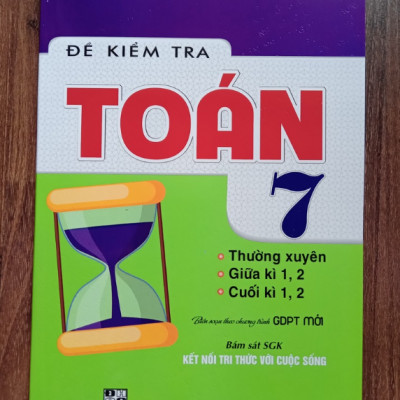 ĐỀ KIỂM TRA
TOÁN
7
Thường xuyên
Giữa kì 1, 2
Cuối kì 1, 2
Biên soạn theo chương trình GDPT MỚI
Bám sát SGK
KẾT NỐI TRI THỨC VỚI CUỘC SỐNG